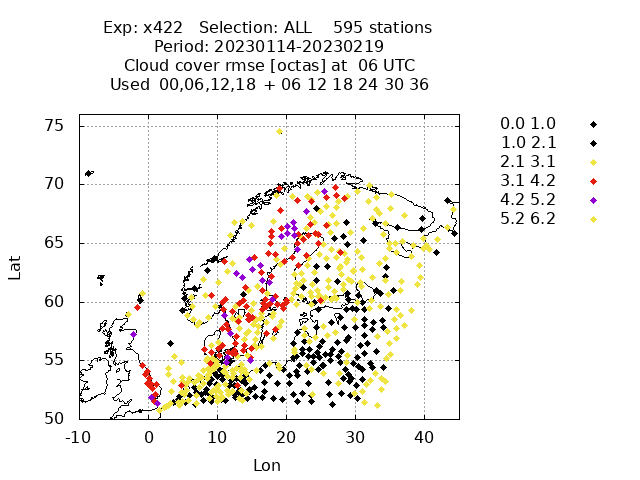 Exp: x422 Selection: ALL 595 stations
Period: 20230114-20230219
Cloud cover rmse [octas] at 06 UTC
Used 00,06,12,18 + 06 12 18 24 30 36
0.0 1.0
1.0 2.1
2.1 3.1
3.1 4.2
4.2 5.2
5.2 6.2
75
70
65
60
55
50
Lat
-10 0 10 20 30 40
Lon